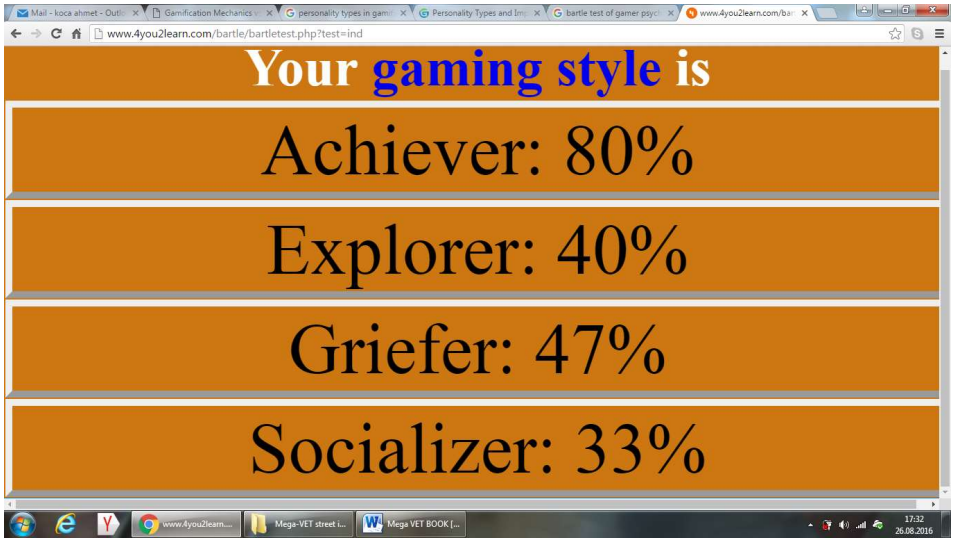 Mail - koca ahmet - Outlo
Gamification Mechanics v
personality types in gami
Personality Types and Imp
bartle test of gamer psych
www.4you2learn.com/bar
www.4you2learn.com/bartle/bartletest.php?test=ind
Your gaming style is
Achiever: 80%
Explorer: 40%
Griefer: 47%
Socializer: 33%
www.4you2learn....
Mega-VET street i...
Mega VET BOOK [...
17:32
26.08.2016